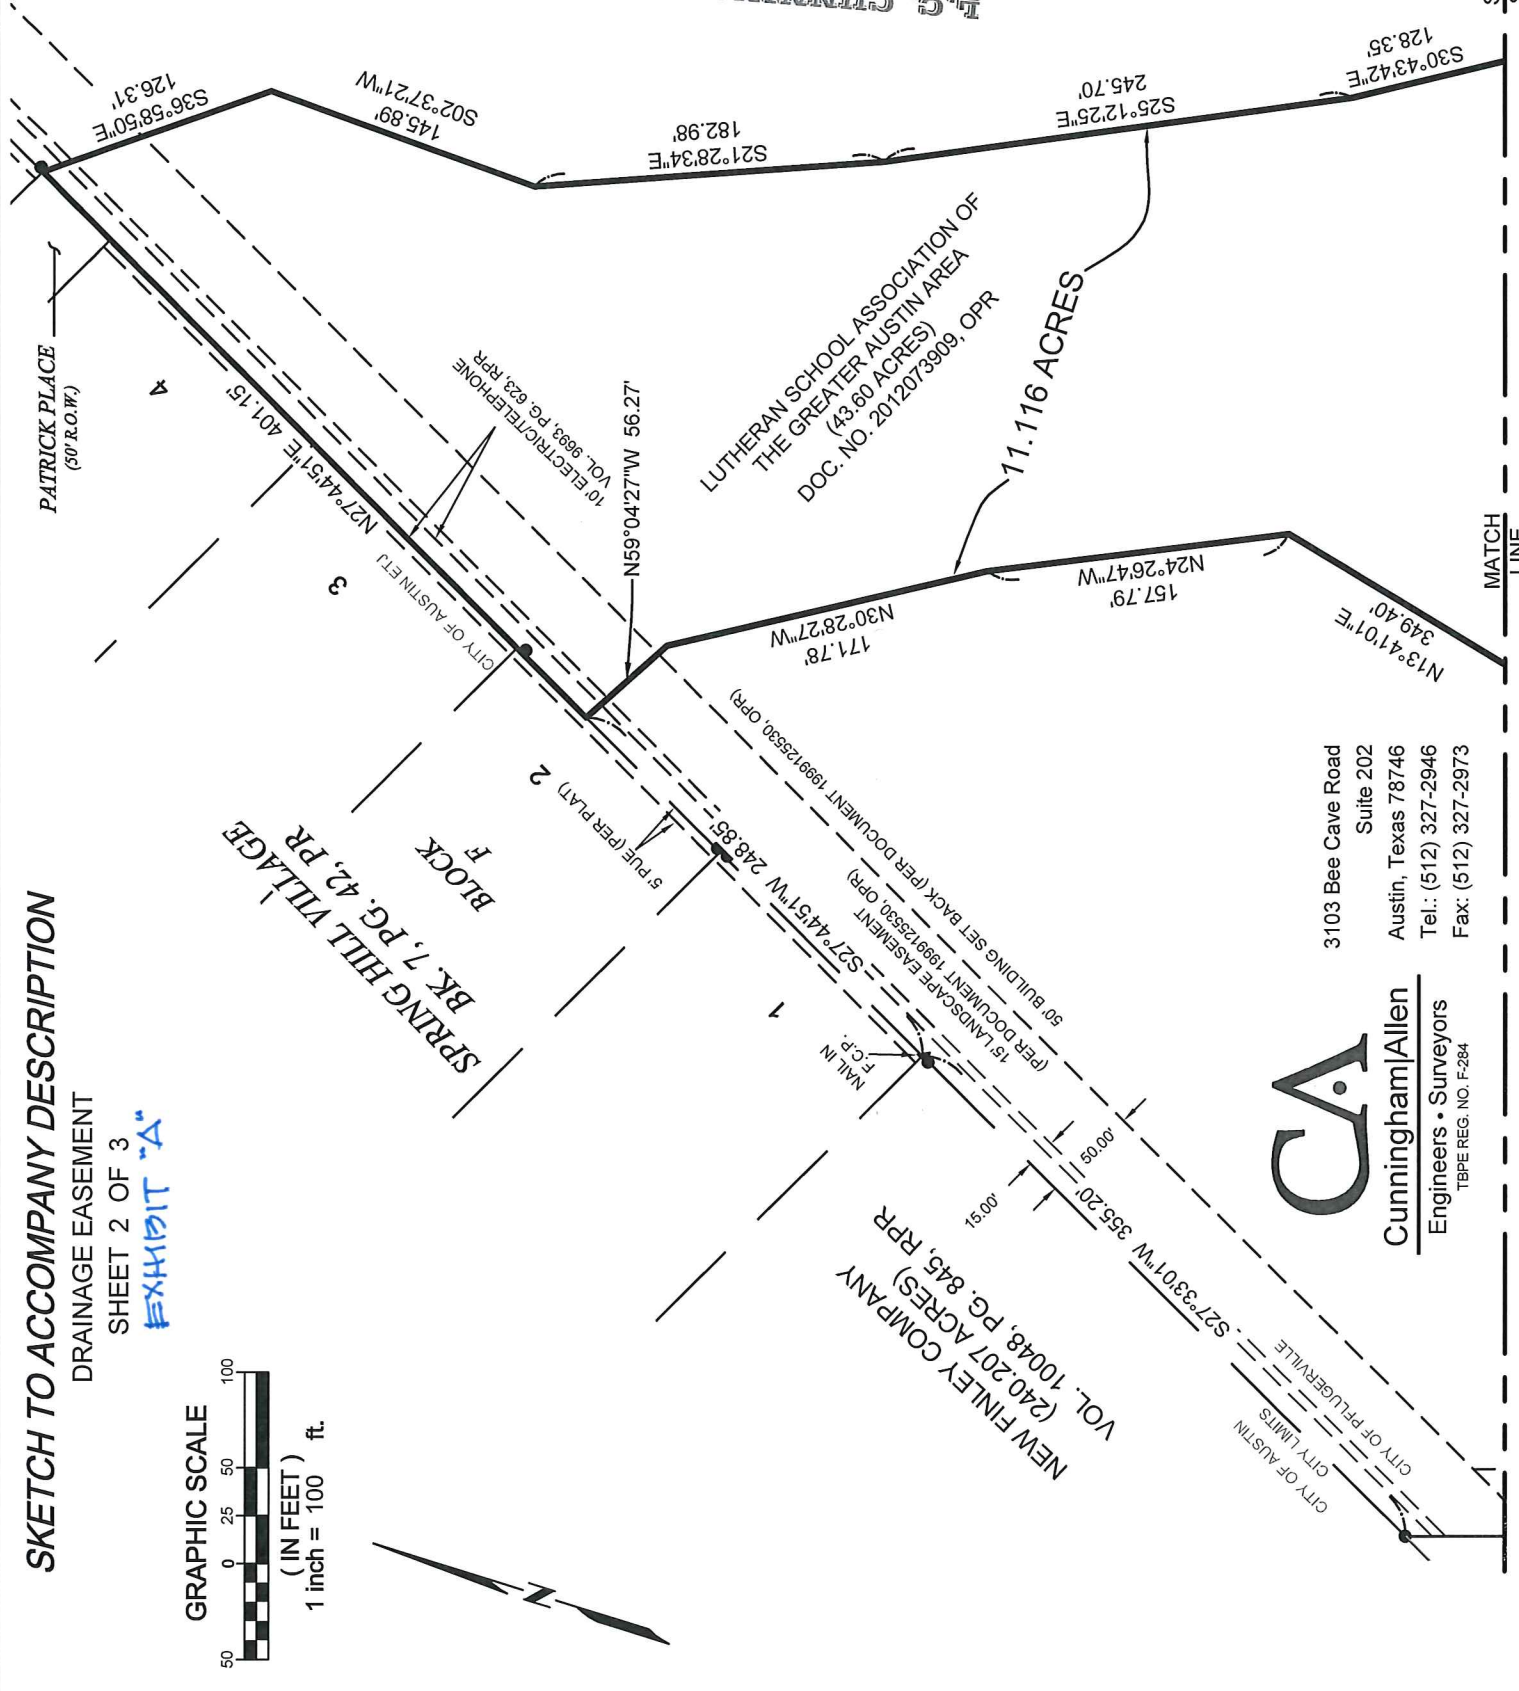 SKETCH TO ACCOMPANY DESCRIPTION
DRAINAGE EASEMENT
SHEET 2 OF 3
EXHIBIT "A"
GRAPHIC SCALE
50 0 25 50 100
( IN FEET )
1 inch = 100 ft.
N
PATRICK PLACE
(50' R.O.W.)
S36°58'50"E
126.31'
S02°37'21"W
145.89'
S21°28'34"E
182.98'
S25°12'25"E
245.70'
S30°43'42"E
128.35'
4
N27°44'51"E 401.15'
3
CITY OF AUSTIN ETJ
10' ELECTRIC/TELEPHONE
VOL. 9693, PG. 623, RPR
N59°04'27"W 56.27'
LUTHERAN SCHOOL ASSOCIATION OF
THE GREATER AUSTIN AREA
(43.60 ACRES)
DOC. NO. 2012073909, OPR
11.116 ACRES
N30°28'27"W
171.78'
N24°26'47"W
157.79'
N13°41'01"E
349.40'
MATCH
LINE
SPRING HILL VILLAGE
BK. 7, PG. 42, PR
BLOCK
F
2
5' PUE (PER PLAT)
S27°44'51"W 248.85'
1
50' BUILDING SET BACK (PER DOCUMENT 1999125530, OPR)
15' LANDSCAPE EASEMENT
(PER DOCUMENT 1999125530, OPR)
NAIL IN
F.C.P.
15.00'
50.00'
NEW FINLEY COMPANY
(240.207 ACRES)
VOL. 10048, PG. 845, RPR
S27°33'01"W 355.20'
CITY OF AUSTIN
CITY LIMITS
CITY OF PFLUGERVILLE
CA
Cunningham|Allen
Engineers • Surveyors
TBPE REG. NO. F-284
3103 Bee Cave Road
Suite 202
Austin, Texas 78746
Tel.: (512) 327-2946
Fax: (512) 327-2973